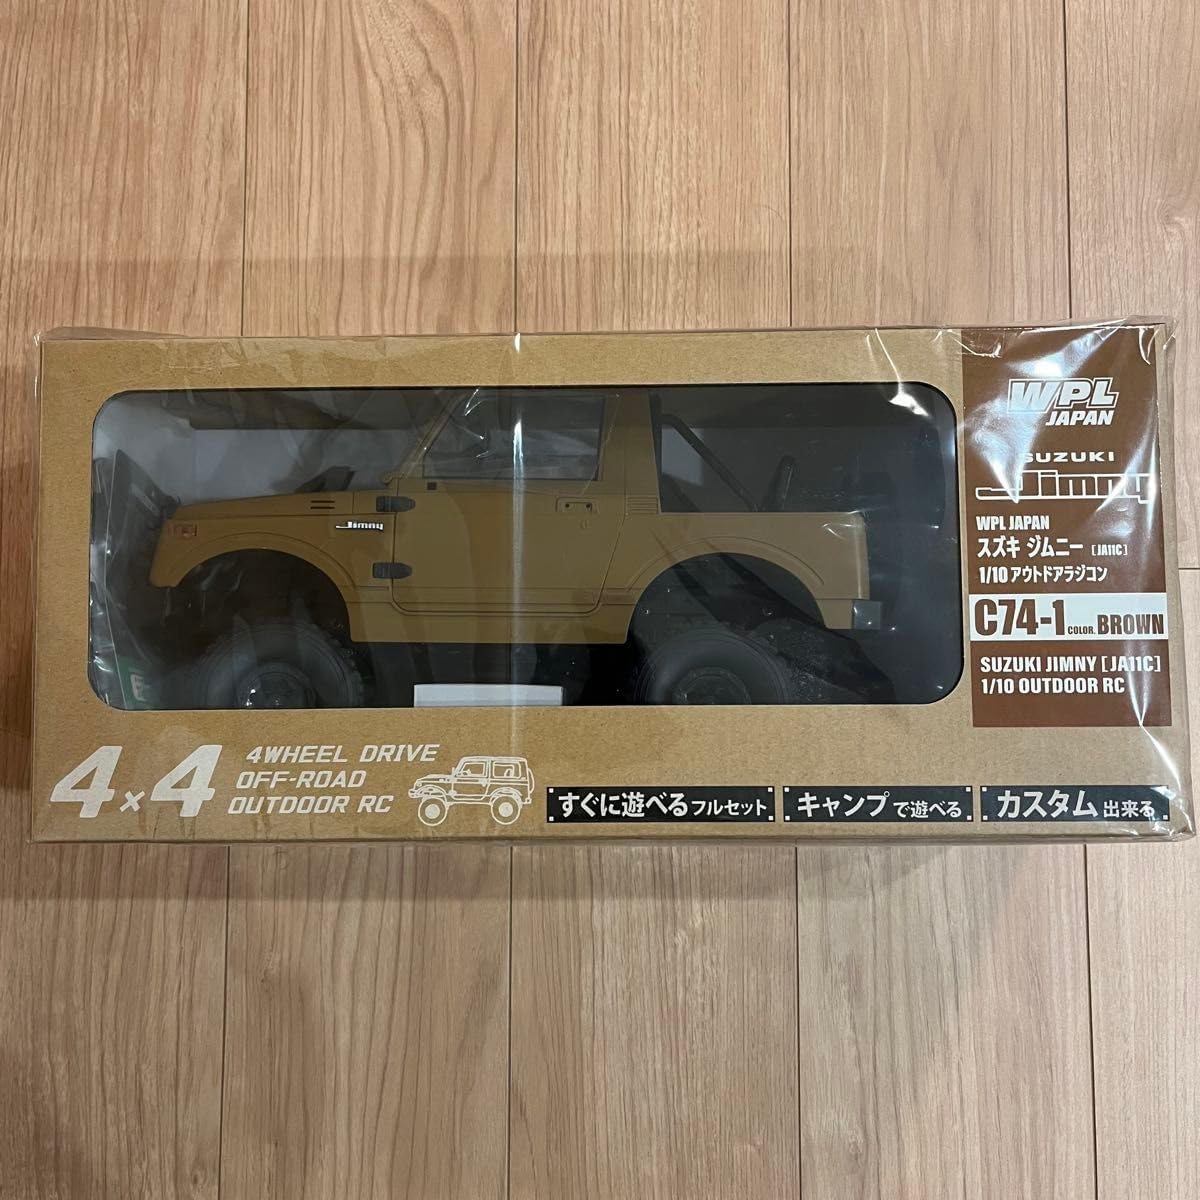 WPL
JAPAN
SUZUKI
Jimny
WPL JAPAN
スズキ ジムニー [JA11C]
1/10 アウトドアラジコン
C74-1 COLOR. BROWN
SUZUKI JIMNY [JA11C]
1/10 OUTDOOR RC
Jimny
4×4
4WHEEL DRIVE
OFF-ROAD
OUTDOOR RC
すぐに遊べる フルセット
キャンプ で遊べる
カスタム 出来る